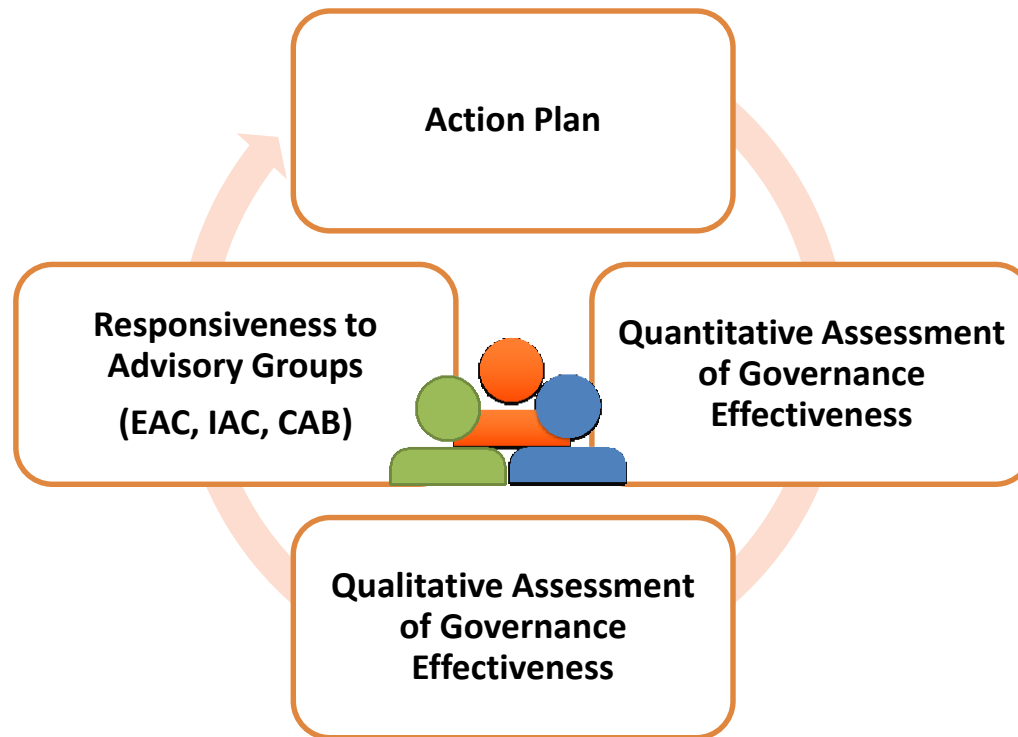 Action Plan
Quantitative Assessment
of Governance
Effectiveness
Qualitative Assessment
of Governance
Effectiveness
Responsiveness to
Advisory Groups
(EAC, IAC, CAB)